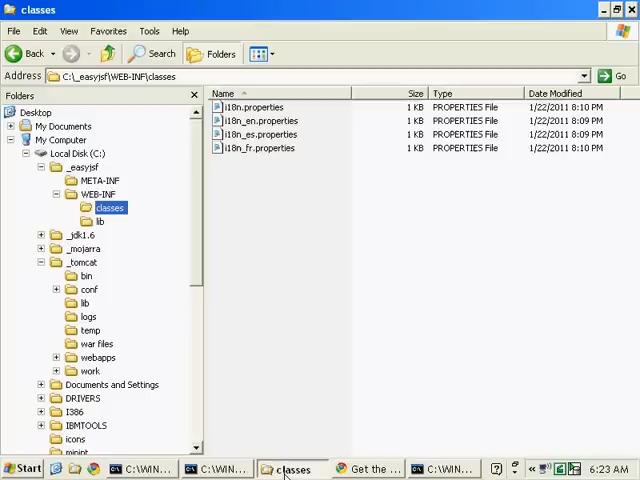 classes
File Edit View Favorites Tools Help
Back Search Folders
Address C:\_easyjsf\WEB-INF\classes Go
Folders
Name Size Type Date Modified
Desktop
My Documents
My Computer
Local Disk (C:)
_easyjsf
META-INF
WEB-INF
classes
lib
_jdk1.6
_mojarra
_tomcat
bin
conf
lib
logs
temp
war files
webapps
work
Documents and Settings
DRIVERS
I386
IBMTOOLS
icons
minint
i18n.properties 1 KB PROPERTIES File 1/22/2011 8:10 PM
i18n_en.properties 1 KB PROPERTIES File 1/22/2011 8:09 PM
i18n_es.properties 1 KB PROPERTIES File 1/22/2011 8:09 PM
i18n_fr.properties 1 KB PROPERTIES File 1/22/2011 8:10 PM
Start C:\WIN... C:\WIN... classes Get the ... C:\WIN... 6:23 AM